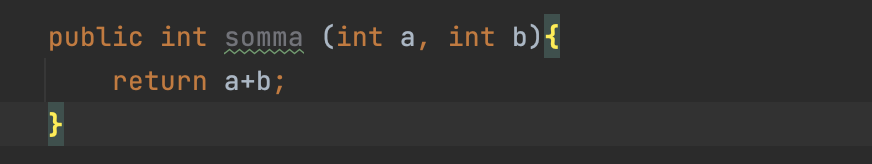 public int somma (int a, int b){
return a+b;
}